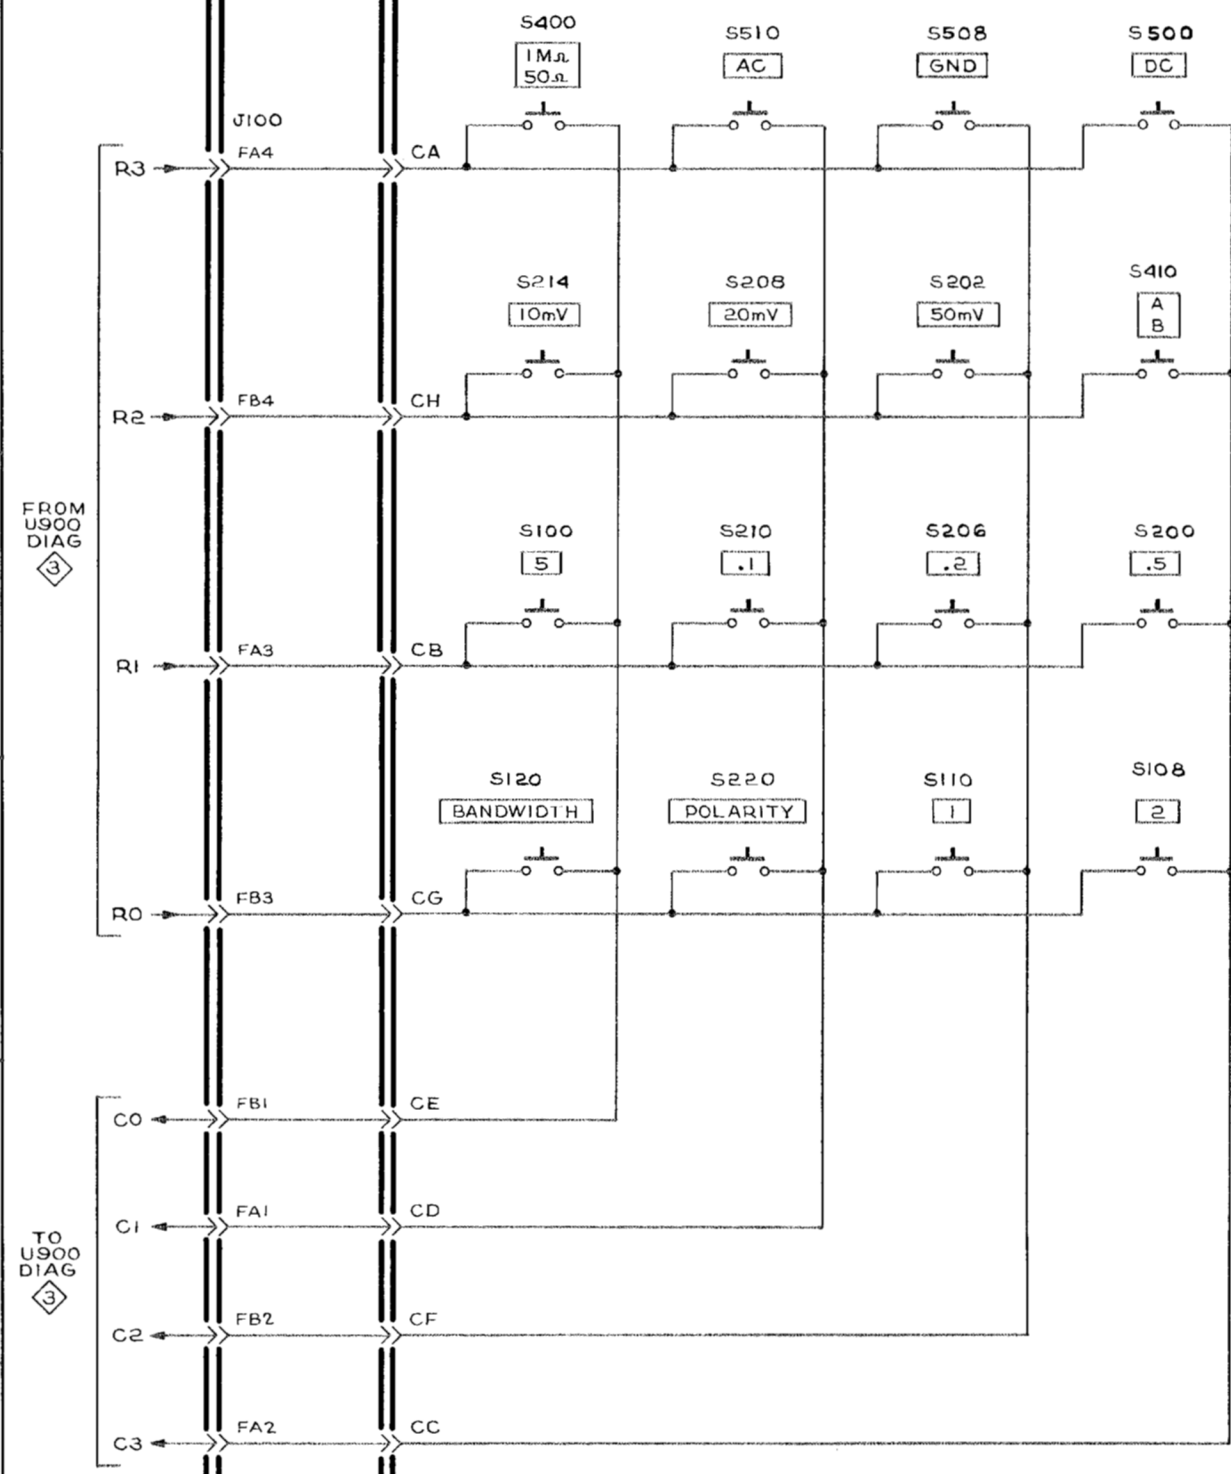 S400
S510
S508
S500
1MΩ
50Ω
AC
GND
DC
J100
R3
FA4
CA
S214
S208
S202
S410
10mV
20mV
50mV
A
B
R2
FB4
CH
FROM
U900
DIAG
3
S100
S210
S206
S200
5
.1
.2
.5
R1
FA3
CB
S120
S220
S110
S108
BANDWIDTH
POLARITY
1
2
R0
FB3
CG
C0
FB1
CE
C1
FA1
CD
TO
U900
DIAG
3
C2
FB2
CF
C3
FA2
CC